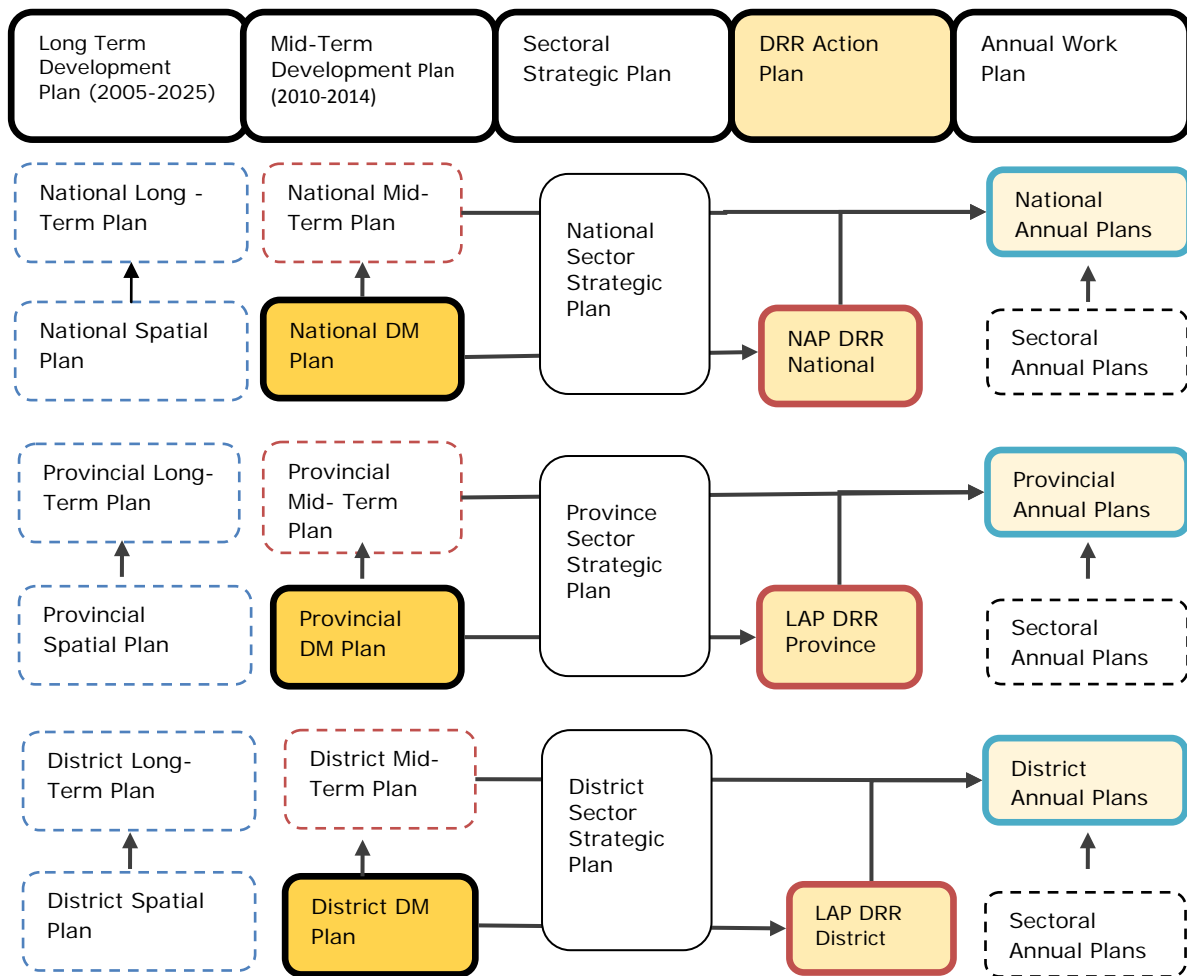 Long Term
Development
Plan (2005-2025)
Mid-Term
Development Plan
(2010-2014)
Sectoral
Strategic Plan
DRR Action
Plan
Annual Work
Plan
National Long -
Term Plan
National Mid-
Term Plan
National
Sector
Strategic
Plan
National
Annual Plans
National Spatial
Plan
National DM
Plan
NAP DRR
National
Sectoral
Annual Plans
Provincial Long-
Term Plan
Provincial
Mid- Term
Plan
Province
Sector
Strategic
Plan
Provincial
Annual Plans
Provincial
Spatial Plan
Provincial
DM Plan
LAP DRR
Province
Sectoral
Annual Plans
District Long-
Term Plan
District Mid-
Term Plan
District
Sector
Strategic
Plan
District
Annual Plans
District Spatial
Plan
District DM
Plan
LAP DRR
District
Sectoral
Annual Plans